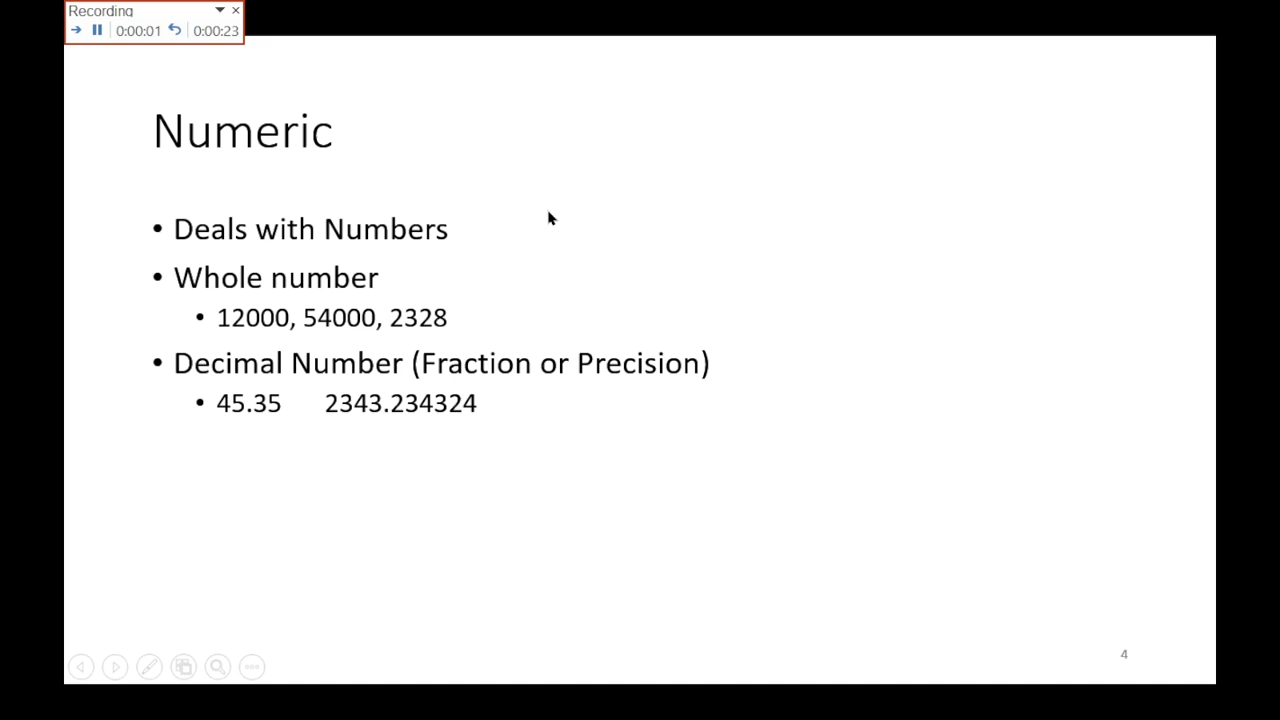 Recording
0:00:01 0:00:23
Numeric
• Deals with Numbers
• Whole number
• 12000, 54000, 2328
• Decimal Number (Fraction or Precision)
• 45.35 2343.234324
4